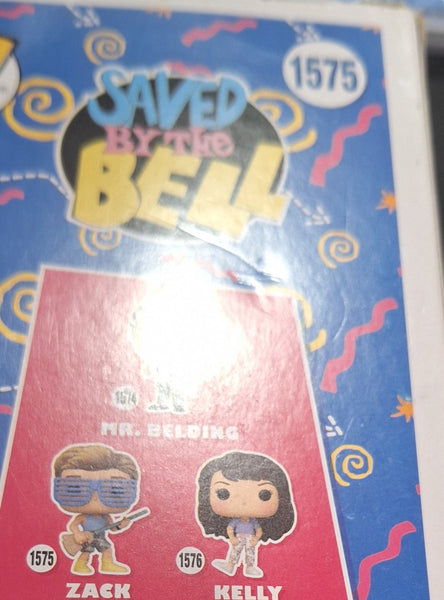 1575
SAVED
BY THE
BELL
1574
MR. BELDING
1575
1576
ZACK
KELLY